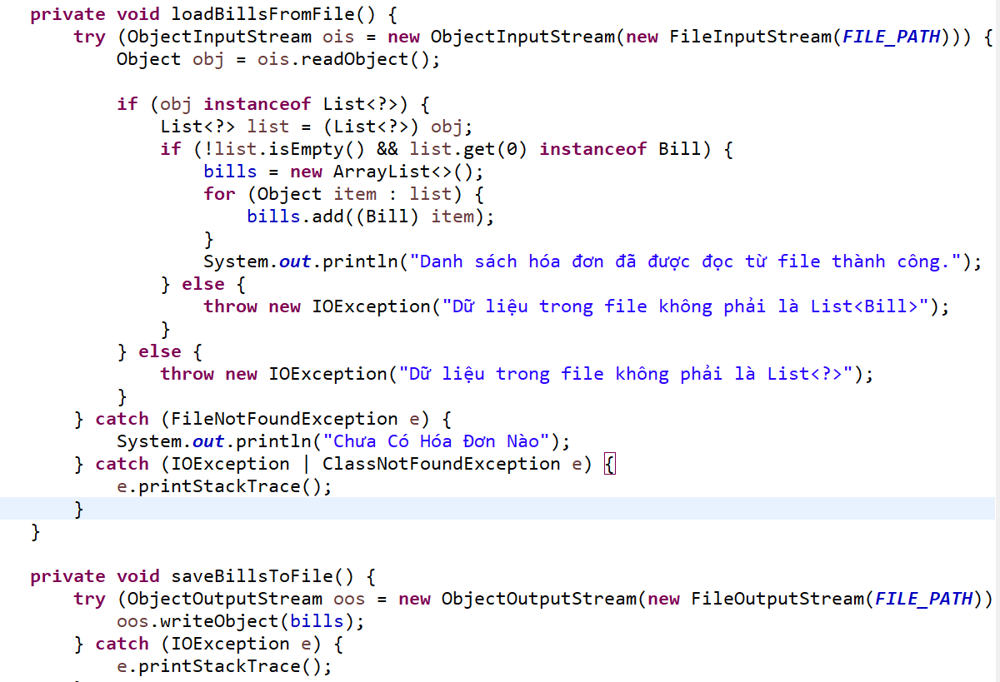 private void loadBillsFromFile() {
    try (ObjectInputStream ois = new ObjectInputStream(new FileInputStream(FILE_PATH))) {
        Object obj = ois.readObject();

        if (obj instanceof List<?>) {
            List<?> list = (List<?>) obj;
            if (!list.isEmpty() && list.get(0) instanceof Bill) {
                bills = new ArrayList<>();
                for (Object item : list) {
                    bills.add((Bill) item);
                }
                System.out.println("Danh sách hóa đơn đã được đọc từ file thành công.");
            } else {
                throw new IOException("Dữ liệu trong file không phải là List<Bill>");
            }
        } else {
            throw new IOException("Dữ liệu trong file không phải là List<?>");
        }
    } catch (FileNotFoundException e) {
        System.out.println("Chưa Có Hóa Đơn Nào");
    } catch (IOException | ClassNotFoundException e) {
        e.printStackTrace();
    }
}

private void saveBillsToFile() {
    try (ObjectOutputStream oos = new ObjectOutputStream(new FileOutputStream(FILE_PATH))
        oos.writeObject(bills);
    } catch (IOException e) {
        e.printStackTrace();